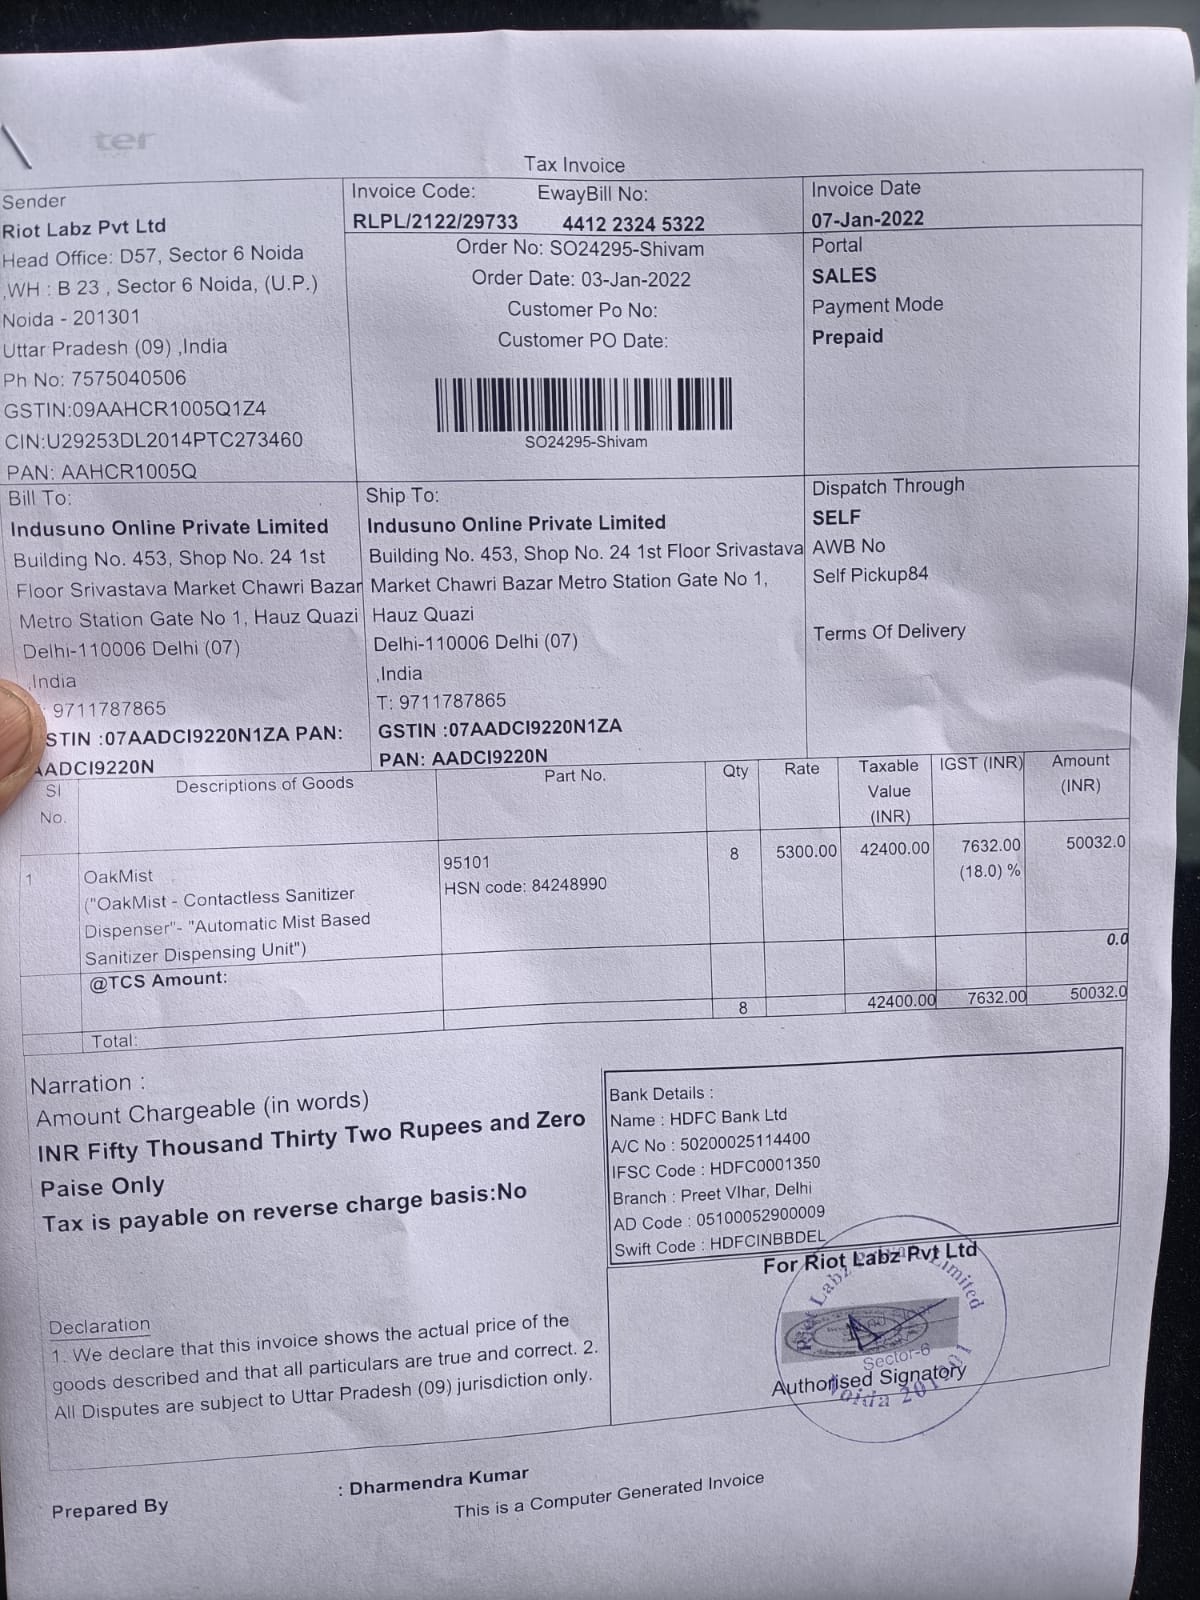 ter
Tax Invoice
Sender
Riot Labz Pvt Ltd
Head Office: D57, Sector 6 Noida
,WH : B 23 , Sector 6 Noida, (U.P.)
Noida - 201301
Uttar Pradesh (09) ,India
Ph No: 7575040506
GSTIN:09AAHCR1005Q1Z4
CIN:U29253DL2014PTC273460
PAN: AAHCR1005Q
Invoice Code: EwayBill No:
RLPL/2122/29733 4412 2324 5322
Order No: SO24295-Shivam
Order Date: 03-Jan-2022
Customer Po No:
Customer PO Date:
SO24295-Shivam
Invoice Date
07-Jan-2022
Portal
SALES
Payment Mode
Prepaid
Bill To:
Indusuno Online Private Limited
Building No. 453, Shop No. 24 1st
Floor Srivastava Market Chawri Bazar
Metro Station Gate No 1, Hauz Quazi
Delhi-110006 Delhi (07)
,India
: 9711787865
STIN :07AADCI9220N1ZA PAN:
AADCI9220N
Ship To:
Indusuno Online Private Limited
Building No. 453, Shop No. 24 1st Floor Srivastava
Market Chawri Bazar Metro Station Gate No 1,
Hauz Quazi
Delhi-110006 Delhi (07)
,India
T: 9711787865
GSTIN :07AADCI9220N1ZA
PAN: AADCI9220N
Dispatch Through
SELF
AWB No
Self Pickup84
Terms Of Delivery
Sl No. Descriptions of Goods Part No. Qty Rate Taxable Value (INR) IGST (INR) Amount (INR)
1 OakMist 95101 8 5300.00 42400.00 7632.00 50032.0
("OakMist - Contactless Sanitizer HSN code: 84248990 (18.0) %
Dispenser"- "Automatic Mist Based
Sanitizer Dispensing Unit")
@TCS Amount: 0.0
Total: 8 42400.00 7632.00 50032.0
Narration :
Amount Chargeable (in words)
INR Fifty Thousand Thirty Two Rupees and Zero
Paise Only
Tax is payable on reverse charge basis:No
Bank Details :
Name : HDFC Bank Ltd
A/C No : 50200025114400
IFSC Code : HDFC0001350
Branch : Preet VIhar, Delhi
AD Code : 05100052900009
Swift Code : HDFCINBBDEL
For Riot Labz Pvt Ltd
Riot Labz Private Limited
Sector-6
Noida 201301
Authorised Signatory
Declaration
1. We declare that this invoice shows the actual price of the
goods described and that all particulars are true and correct. 2.
All Disputes are subject to Uttar Pradesh (09) jurisdiction only.
Prepared By : Dharmendra Kumar
This is a Computer Generated Invoice